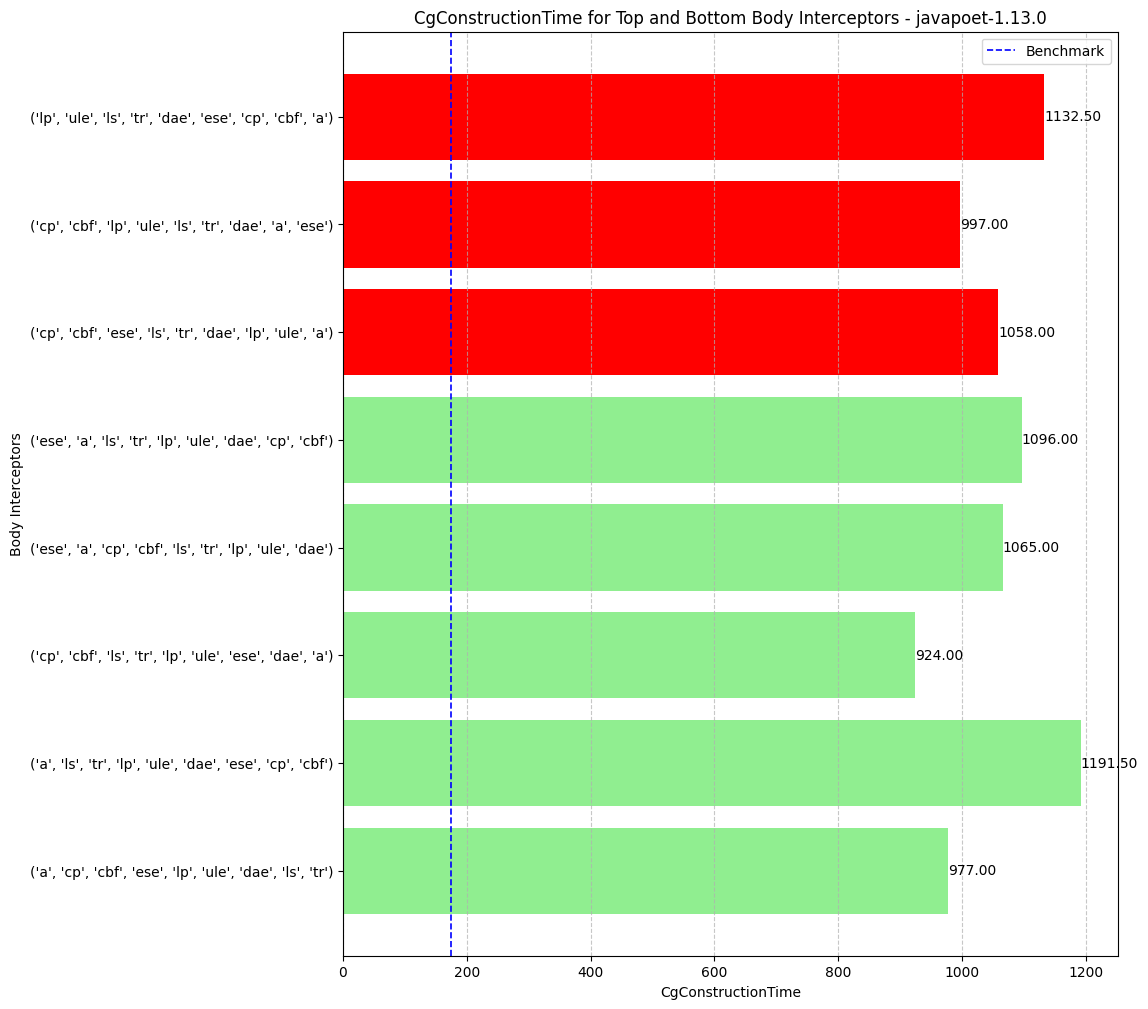 CgConstructionTime for Top and Bottom Body Interceptors - javapoet-1.13.0
Benchmark
('lp', 'ule', 'ls', 'tr', 'dae', 'ese', 'cp', 'cbf', 'a')
1132.50
('cp', 'cbf', 'lp', 'ule', 'ls', 'tr', 'dae', 'a', 'ese')
997.00
('cp', 'cbf', 'ese', 'ls', 'tr', 'dae', 'lp', 'ule', 'a')
1058.00
('ese', 'a', 'ls', 'tr', 'lp', 'ule', 'dae', 'cp', 'cbf')
1096.00
('ese', 'a', 'cp', 'cbf', 'ls', 'tr', 'lp', 'ule', 'dae')
1065.00
('cp', 'cbf', 'ls', 'tr', 'lp', 'ule', 'ese', 'dae', 'a')
924.00
('a', 'ls', 'tr', 'lp', 'ule', 'dae', 'ese', 'cp', 'cbf')
1191.50
('a', 'cp', 'cbf', 'ese', 'lp', 'ule', 'dae', 'ls', 'tr')
977.00
Body Interceptors
0 200 400 600 800 1000 1200
CgConstructionTime